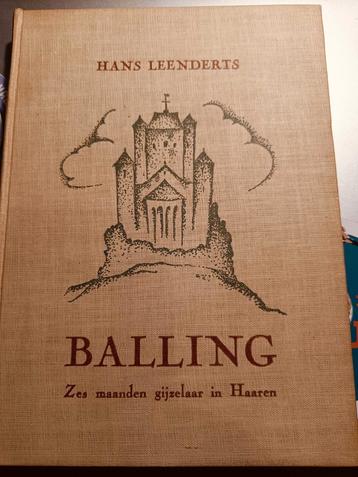 HANS LEENDERTS
BALLING
Zes maanden gijzelaar in Haaren